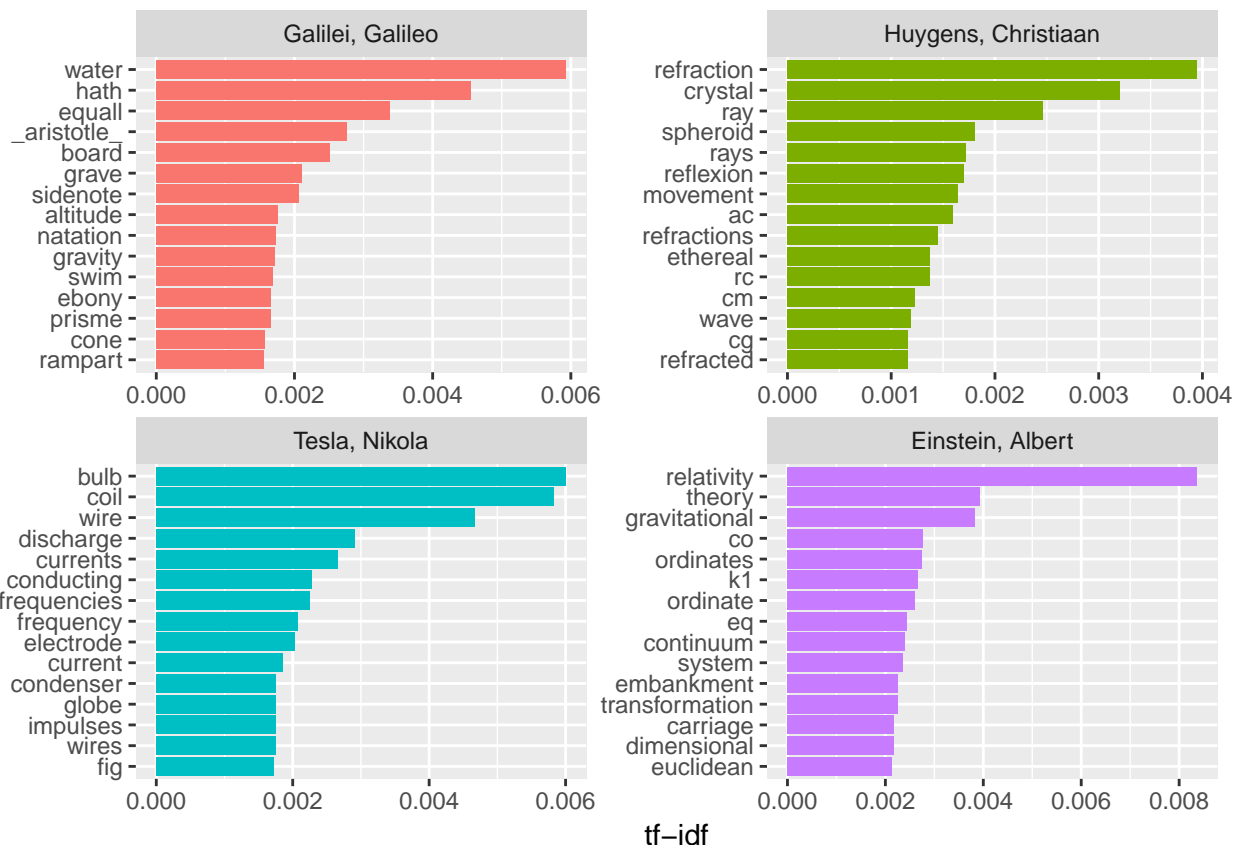 Galilei, Galileo
water
hath
equall
_aristotle_
board
grave
sidenote
altitude
natation
gravity
swim
ebony
prisme
cone
rampart
0.000 0.002 0.004 0.006
Huygens, Christiaan
refraction
crystal
ray
spheroid
rays
reflexion
movement
ac
refractions
ethereal
rc
cm
wave
cg
refracted
0.000 0.001 0.002 0.003 0.004
Tesla, Nikola
bulb
coil
wire
discharge
currents
conducting
frequencies
frequency
electrode
current
condenser
globe
impulses
wires
fig
0.000 0.002 0.004 0.006
Einstein, Albert
relativity
theory
gravitational
co
ordinates
k1
ordinate
eq
continuum
system
embankment
transformation
carriage
dimensional
euclidean
0.000 0.002 0.004 0.006 0.008
tf−idf